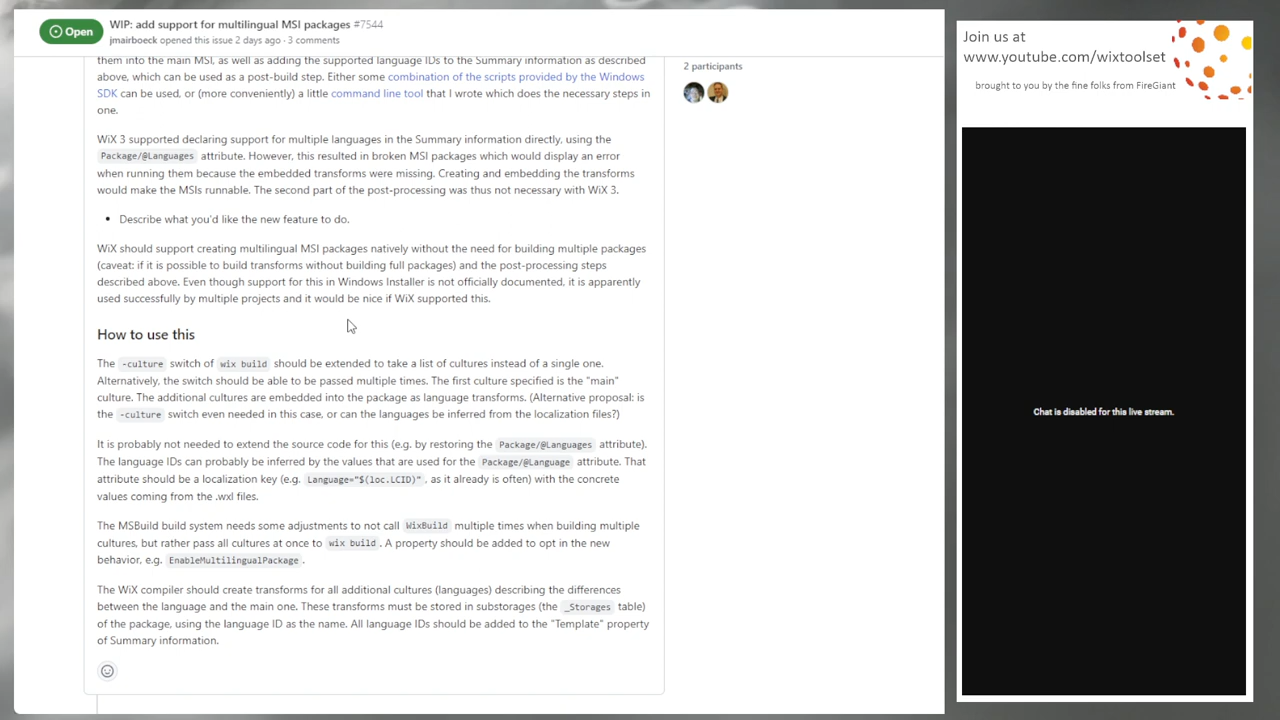 Open
WIP: add support for multilingual MSI packages #7544
jmairboeck opened this issue 2 days ago · 3 comments
them into the main MSI, as well as adding the supported language IDs to the Summary information as described
above, which can be used as a post-build step. Either some combination of the scripts provided by the Windows
SDK can be used, or (more conveniently) a little command line tool that I wrote which does the necessary steps in
one.
WiX 3 supported declaring support for multiple languages in the Summary information directly, using the
Package/@Languages attribute. However, this resulted in broken MSI packages which would display an error
when running them because the embedded transforms were missing. Creating and embedding the transforms
would make the MSIs runnable. The second part of the post-processing was thus not necessary with WiX 3.
• Describe what you'd like the new feature to do.
WiX should support creating multilingual MSI packages natively without the need for building multiple packages
(caveat: if it is possible to build transforms without building full packages) and the post-processing steps
described above. Even though support for this in Windows Installer is not officially documented, it is apparently
used successfully by multiple projects and it would be nice if WiX supported this.
How to use this
The -culture switch of wix build should be extended to take a list of cultures instead of a single one.
Alternatively, the switch should be able to be passed multiple times. The first culture specified is the "main"
culture. The additional cultures are embedded into the package as language transforms. (Alternative proposal: is
the -culture switch even needed in this case, or can the languages be inferred from the localization files?)
It is probably not needed to extend the source code for this (e.g. by restoring the Package/@Languages attribute).
The language IDs can probably be inferred by the values that are used for the Package/@Language attribute. That
attribute should be a localization key (e.g. Language="$(loc.LCID)", as it already is often) with the concrete
values coming from the .wxl files.
The MSBuild build system needs some adjustments to not call WixBuild multiple times when building multiple
cultures, but rather pass all cultures at once to wix build. A property should be added to opt in the new
behavior, e.g. EnableMultilingualPackage.
The WiX compiler should create transforms for all additional cultures (languages) describing the differences
between the language and the main one. These transforms must be stored in substorages (the _Storages table)
of the package, using the language ID as the name. All language IDs should be added to the "Template" property
of Summary information.
2 participants
Join us at
www.youtube.com/wixtoolset
brought to you by the fine folks from FireGiant
Chat is disabled for this live stream.